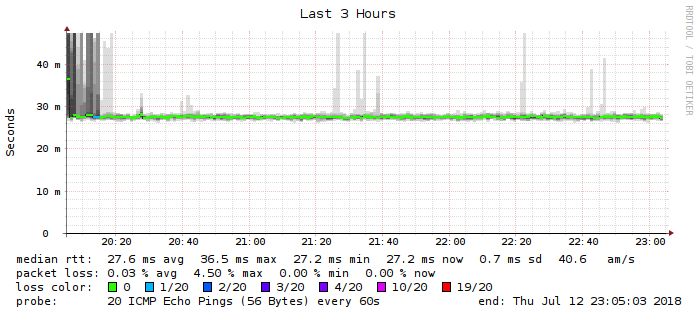 Last 3 Hours
RRDTOOL / TOBI OETIKER
Seconds
40 m
30 m
20 m
10 m
0
20:20 20:40 21:00 21:20 21:40 22:00 22:20 22:40 23:00
median rtt: 27.6 ms avg 36.5 ms max 27.2 ms min 27.2 ms now 0.7 ms sd 40.6 am/s
packet loss: 0.03 % avg 4.50 % max 0.00 % min 0.00 % now
loss color: 0 1/20 2/20 3/20 4/20 10/20 19/20
probe: 20 ICMP Echo Pings (56 Bytes) every 60s end: Thu Jul 12 23:05:03 2018